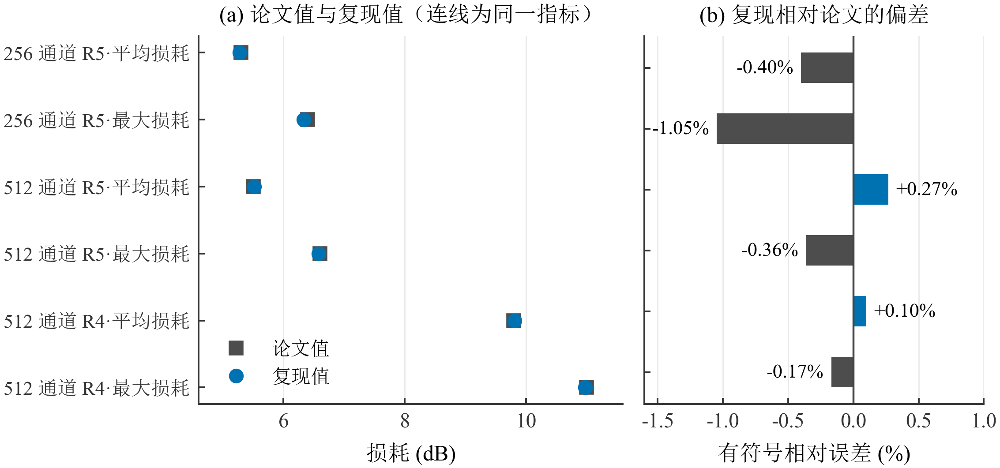 (a) 论文值与复现值（连线为同一指标）
256 通道 R5·平均损耗
256 通道 R5·最大损耗
512 通道 R5·平均损耗
512 通道 R5·最大损耗
512 通道 R4·平均损耗
512 通道 R4·最大损耗
论文值
复现值
6 8 10
损耗 (dB)
(b) 复现相对论文的偏差
-0.40%
-1.05%
+0.27%
-0.36%
+0.10%
-0.17%
-1.5 -1.0 -0.5 0.0 0.5 1.0
有符号相对误差 (%)